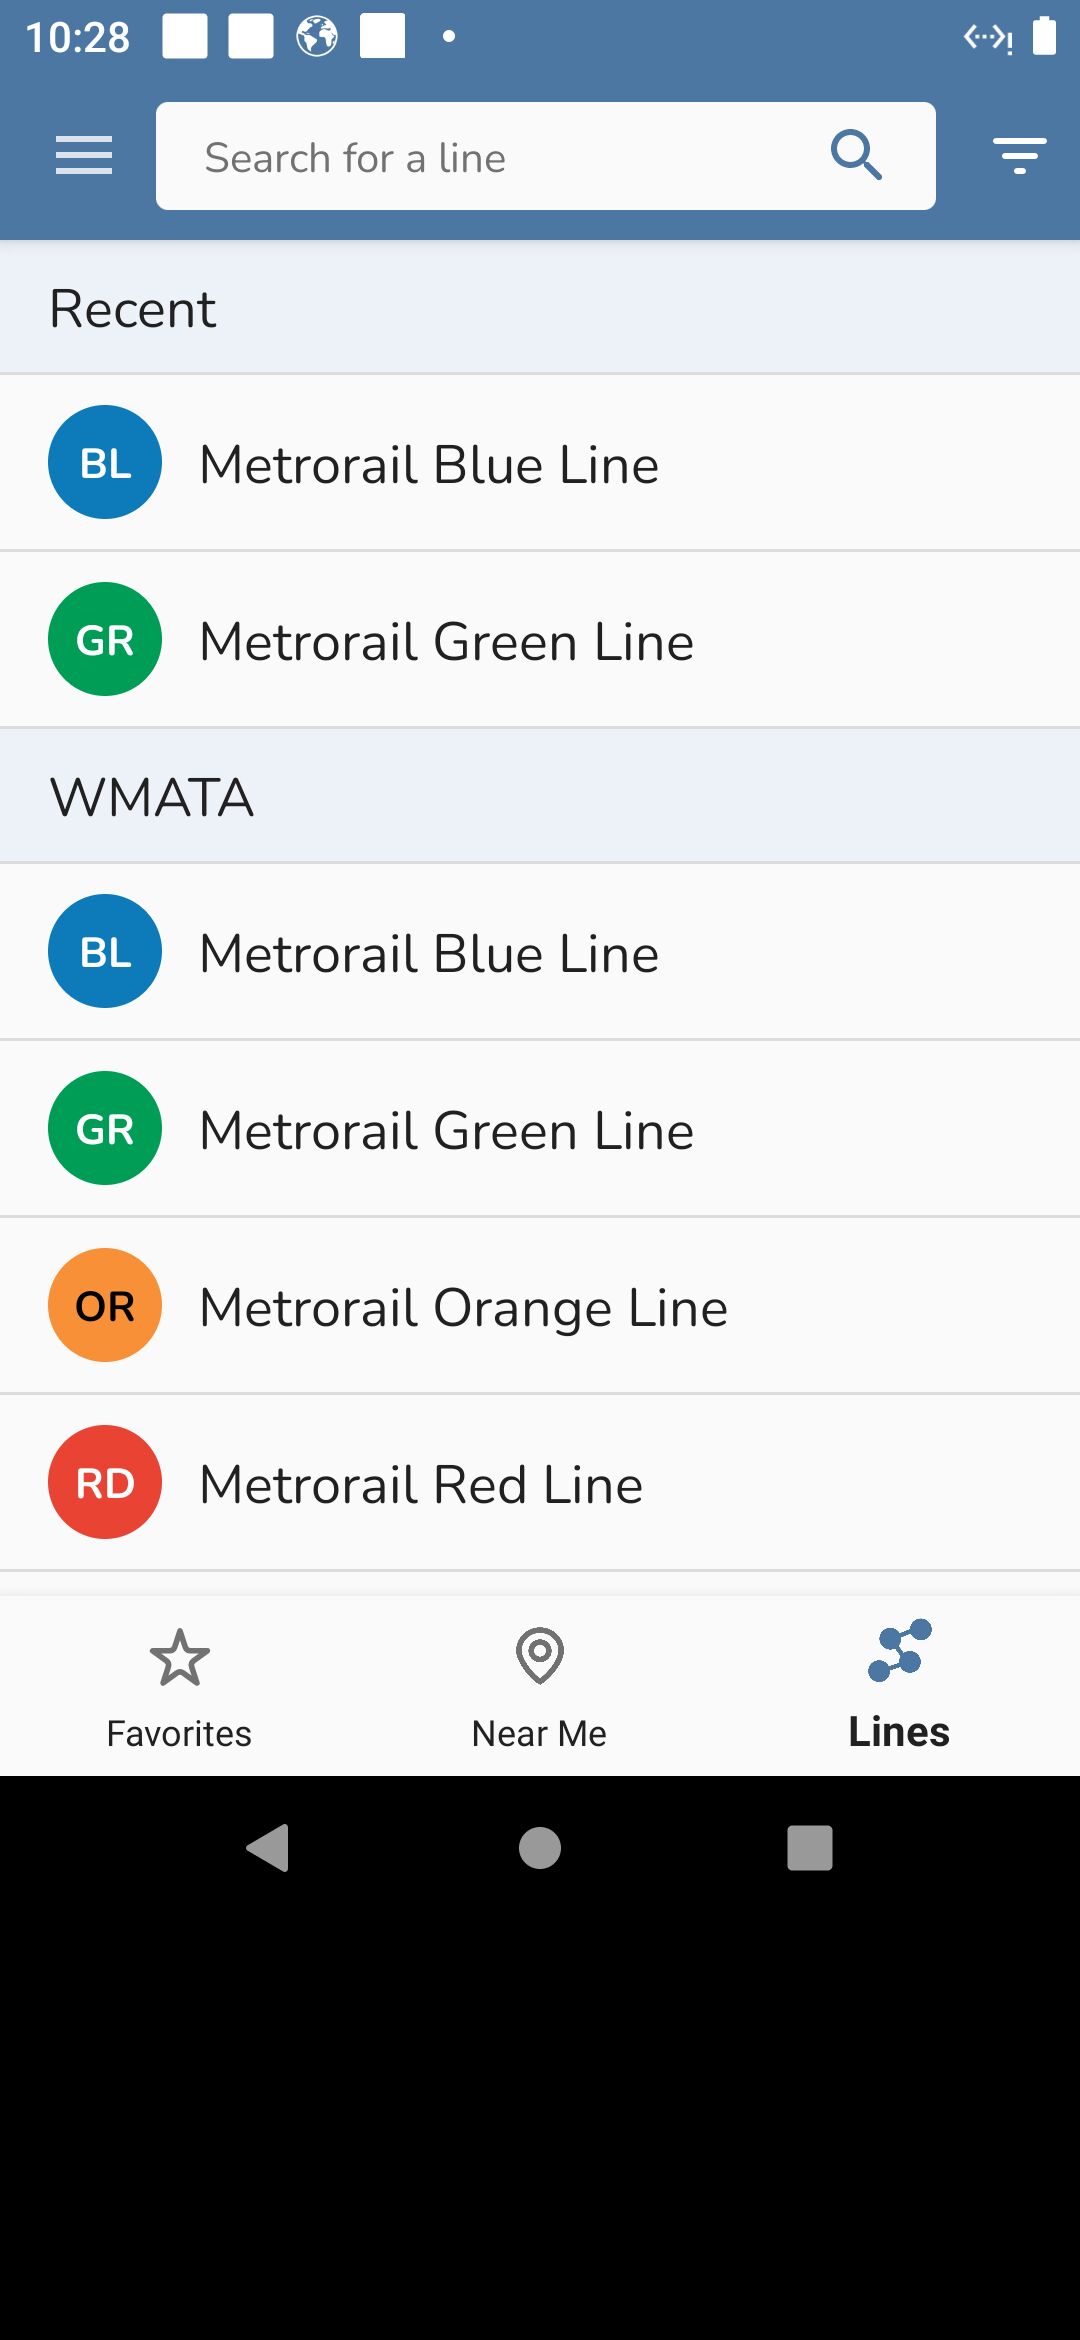 10:28
Search for a line
Recent
BL Metrorail Blue Line
GR Metrorail Green Line
WMATA
BL Metrorail Blue Line
GR Metrorail Green Line
OR Metrorail Orange Line
RD Metrorail Red Line
Favorites Near Me Lines